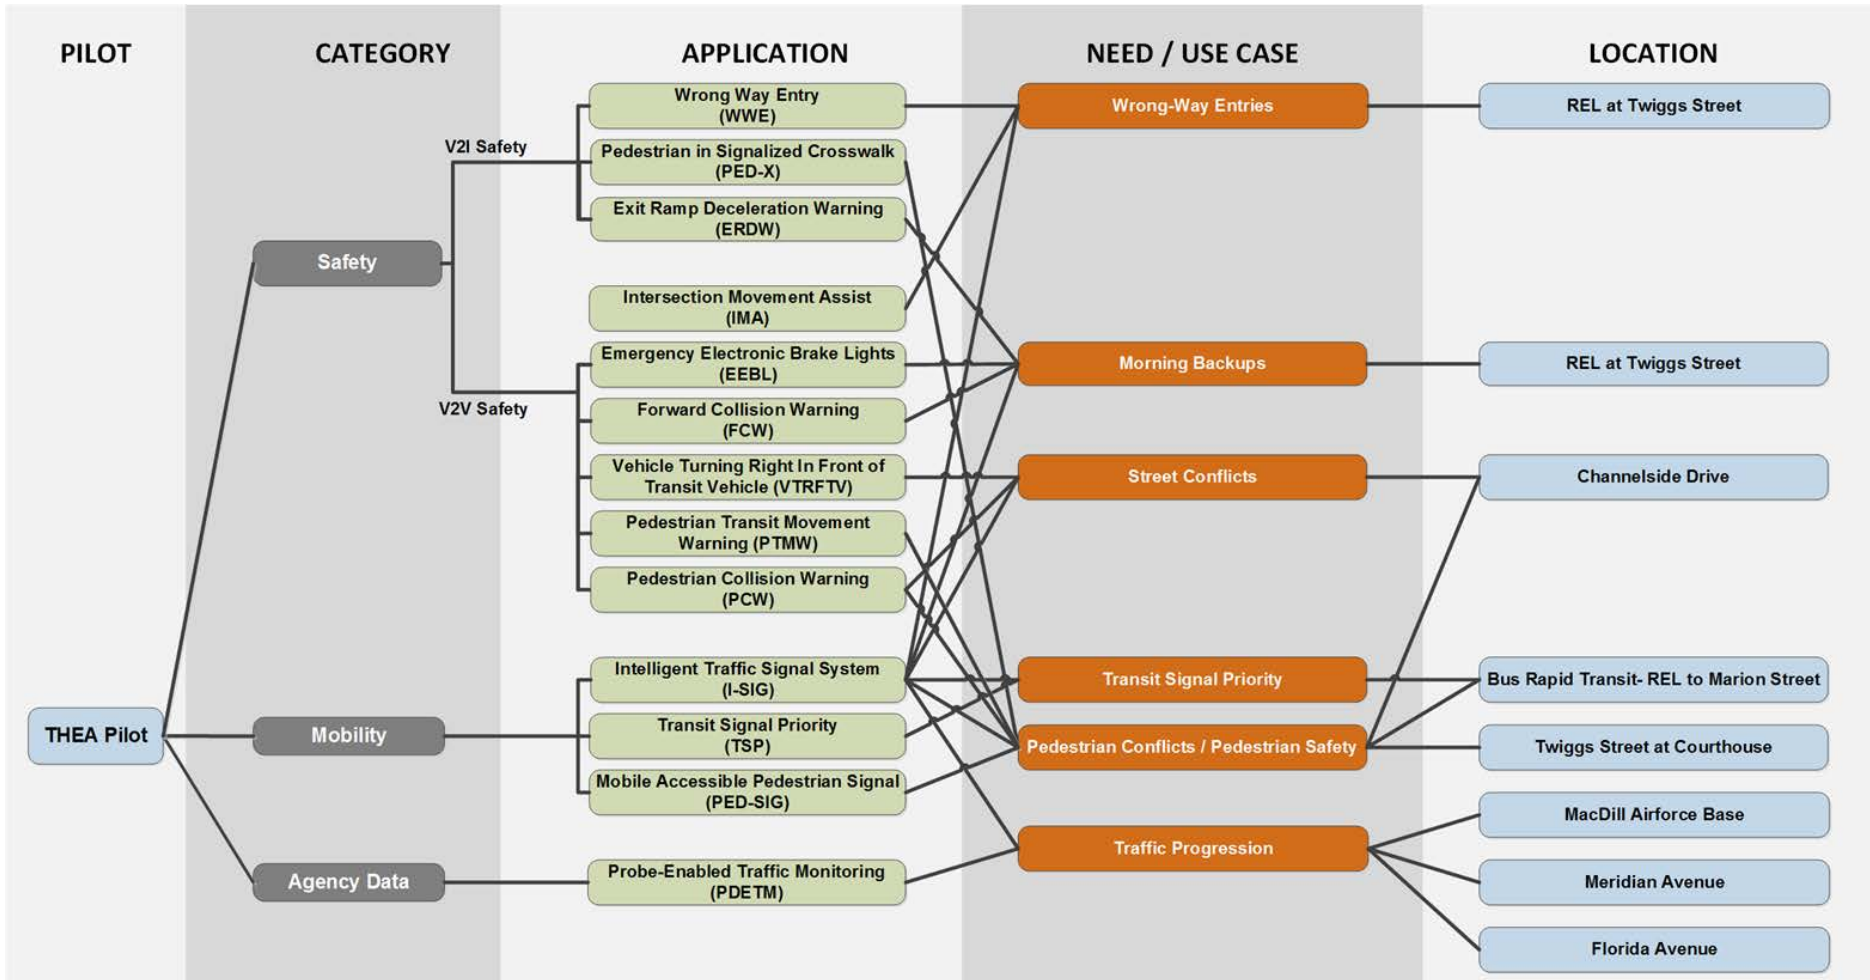 PILOT
CATEGORY
APPLICATION
NEED / USE CASE
LOCATION
THEA Pilot
Safety
Mobility
Agency Data
V2I Safety
V2V Safety
Wrong Way Entry
(WWE)
Pedestrian in Signalized Crosswalk
(PED-X)
Exit Ramp Deceleration Warning
(ERDW)
Intersection Movement Assist
(IMA)
Emergency Electronic Brake Lights
(EEBL)
Forward Collision Warning
(FCW)
Vehicle Turning Right In Front of
Transit Vehicle (VTRFTV)
Pedestrian Transit Movement
Warning (PTMW)
Pedestrian Collision Warning
(PCW)
Intelligent Traffic Signal System
(I-SIG)
Transit Signal Priority
(TSP)
Mobile Accessible Pedestrian Signal
(PED-SIG)
Probe-Enabled Traffic Monitoring
(PDETM)
Wrong-Way Entries
Morning Backups
Street Conflicts
Transit Signal Priority
Pedestrian Conflicts / Pedestrian Safety
Traffic Progression
REL at Twiggs Street
REL at Twiggs Street
Channelside Drive
Bus Rapid Transit- REL to Marion Street
Twiggs Street at Courthouse
MacDill Airforce Base
Meridian Avenue
Florida Avenue